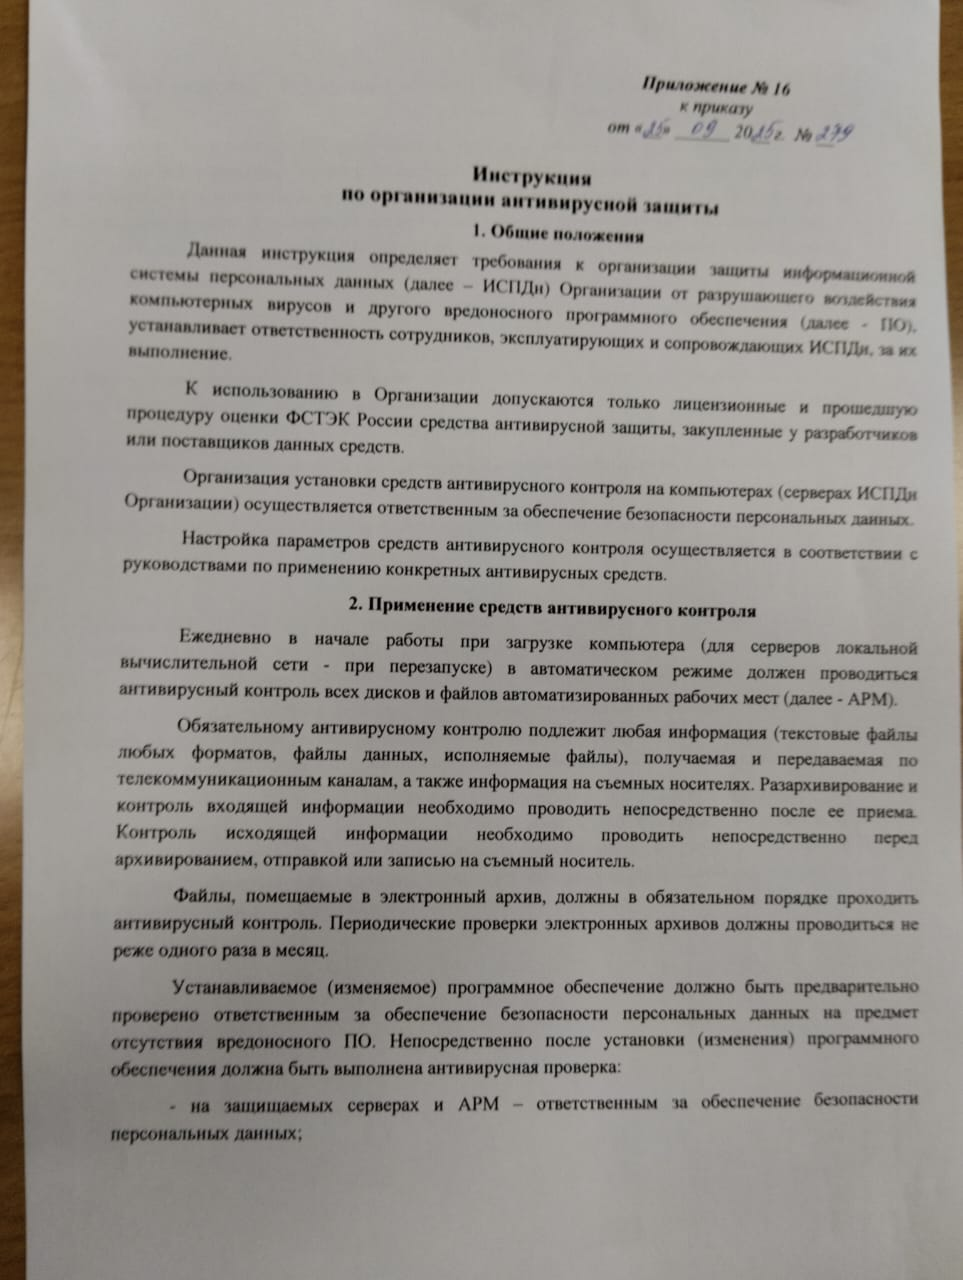 Приложение № 16
к приказу
от «25» 09 2025 г. № 279
Инструкция
по организации антивирусной защиты
1. Общие положения
Данная инструкция определяет требования к организации защиты информационной
системы персональных данных (далее – ИСПДн) Организации от разрушающего воздействия
компьютерных вирусов и другого вредоносного программного обеспечения (далее - ПО),
устанавливает ответственность сотрудников, эксплуатирующих и сопровождающих ИСПДн, за их
выполнение.
К использованию в Организации допускаются только лицензионные и прошедшую
процедуру оценки ФСТЭК России средства антивирусной защиты, закупленные у разработчиков
или поставщиков данных средств.
Организация установки средств антивирусного контроля на компьютерах (серверах ИСПДн
Организации) осуществляется ответственным за обеспечение безопасности персональных данных.
Настройка параметров средств антивирусного контроля осуществляется в соответствии с
руководствами по применению конкретных антивирусных средств.
2. Применение средств антивирусного контроля
Ежедневно в начале работы при загрузке компьютера (для серверов локальной
вычислительной сети - при перезапуске) в автоматическом режиме должен проводиться
антивирусный контроль всех дисков и файлов автоматизированных рабочих мест (далее - АРМ).
Обязательному антивирусному контролю подлежит любая информация (текстовые файлы
любых форматов, файлы данных, исполняемые файлы), получаемая и передаваемая по
телекоммуникационным каналам, а также информация на съемных носителях. Разархивирование и
контроль входящей информации необходимо проводить непосредственно после ее приема.
Контроль исходящей информации необходимо проводить непосредственно перед
архивированием, отправкой или записью на съемный носитель.
Файлы, помещаемые в электронный архив, должны в обязательном порядке проходить
антивирусный контроль. Периодические проверки электронных архивов должны проводиться не
реже одного раза в месяц.
Устанавливаемое (изменяемое) программное обеспечение должно быть предварительно
проверено ответственным за обеспечение безопасности персональных данных на предмет
отсутствия вредоносного ПО. Непосредственно после установки (изменения) программного
обеспечения должна быть выполнена антивирусная проверка:
- на защищаемых серверах и АРМ – ответственным за обеспечение безопасности
персональных данных;